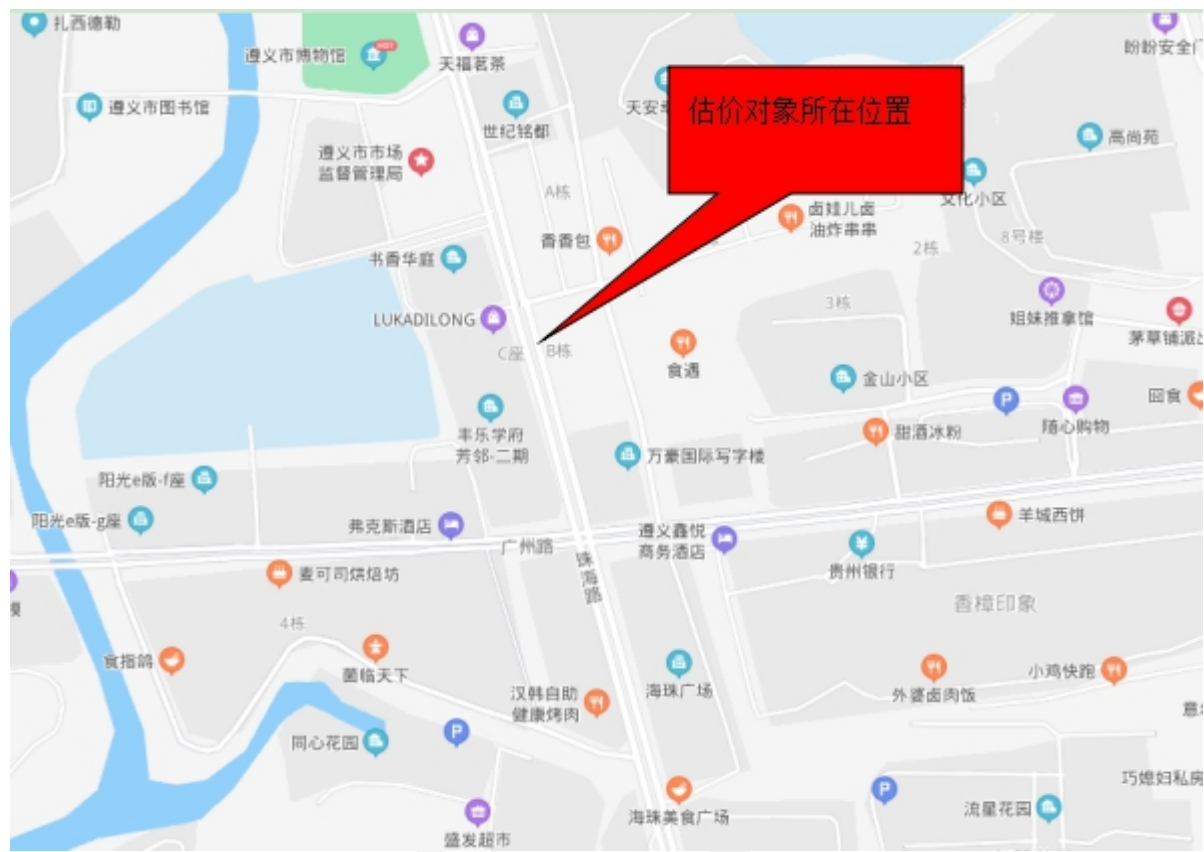 扎西德勒
遵义市博物馆
HOT
天福茗茶
盼盼安全门
遵义市图书馆
世纪铭都
估价对象所在位置
高尚苑
遵义市市场
监督管理局
A栋
文化小区
卤娃儿卤
油炸串串
香香包
2栋
8号楼
书香华庭
LUKADILONG
C座
B栋
3栋
姐妹推拿馆
食遇
金山小区
回食
P
随心购物
丰乐学府
芳邻-二期
甜酒冰粉
万豪国际写字楼
阳光e版-f座
阳光e版-g座
弗克斯酒店
羊城西饼
广州路
珠海路
遵义鑫悦
商务酒店
贵州银行
麦可司烘焙坊
香樟印象
4栋
食指鸽
菌临天下
海珠广场
外婆卤肉饭
小鸡快跑
汉韩自助
健康烤肉
同心花园
P
巧媳妇私房
P
流星花园
海珠美食广场
盛发超市